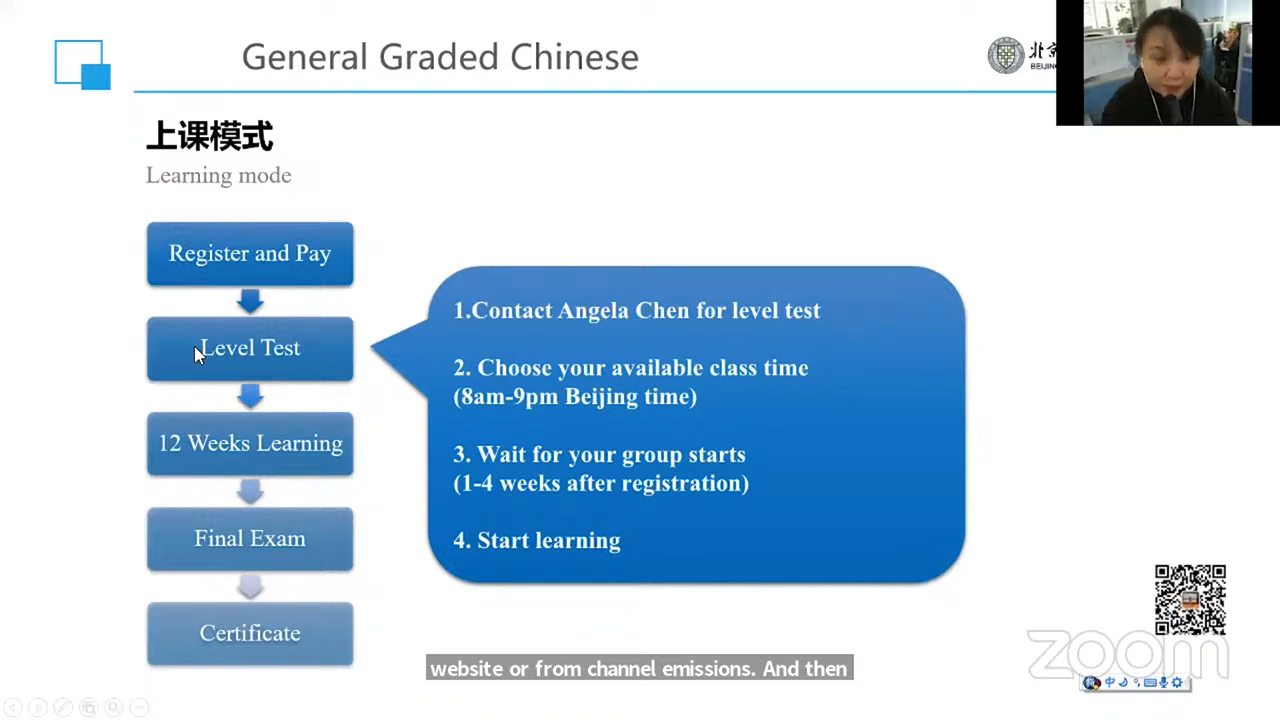 General Graded Chinese
北京
BEIJING
上课模式
Learning mode
Register and Pay
Level Test
12 Weeks Learning
Final Exam
Certificate
1.Contact Angela Chen for level test
2. Choose your available class time
(8am-9pm Beijing time)
3. Wait for your group starts
(1-4 weeks after registration)
4. Start learning
website or from channel emissions. And then
zoom
中